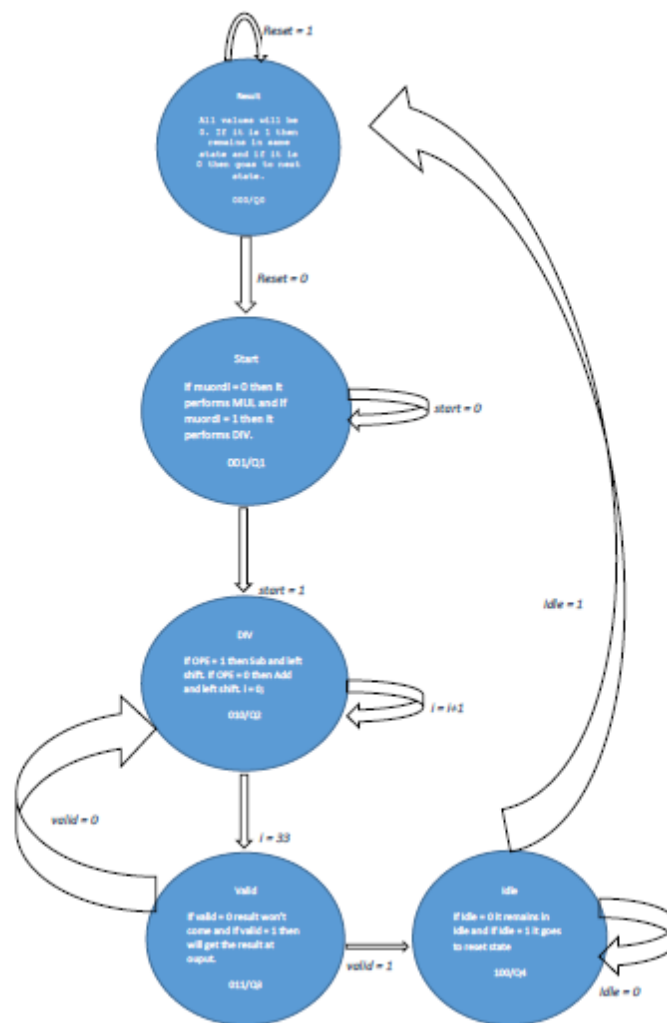 Reset = 1
Result
All values will be
0. If it is 1 then
remains in same
state and if it is
0 then goes to next
state.
000/Q0
Reset = 0
Start
If muordi = 0 then it
performs MUL and if
muordi = 1 then it
performs DIV.
001/Q1
start = 0
start = 1
DIV
If OPE = 1 then Sub and left
shift. If OPE = 0 then Add
and left shift. i = 0;
010/Q2
i = i+1
Idle = 1
valid = 0
i = 33
Valid
If valid = 0 result won't
come and if valid = 1 then
will get the result at
ouput.
011/Q3
valid = 1
Idle
If idle = 0 it remains in
idle and if idle = 1 it goes
to reset state
100/Q4
Idle = 0